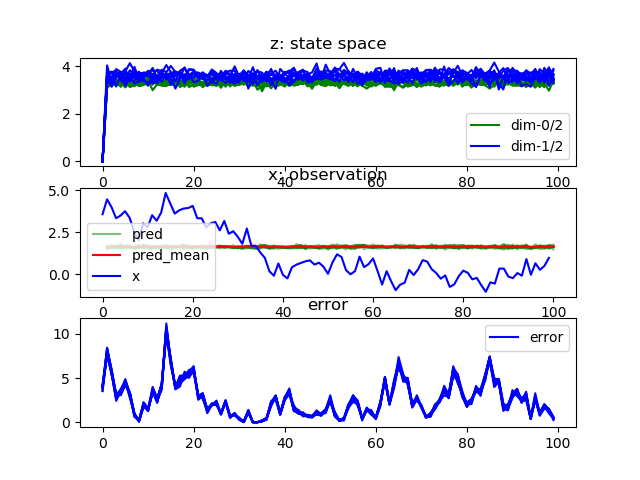 z: state space
4
2
0
dim-0/2
dim-1/2
0 20 40 60 80 100
x: observation
5.0
2.5
0.0
pred
pred_mean
x
0 20 40 60 80 100
error
10
5
0
error
0 20 40 60 80 100